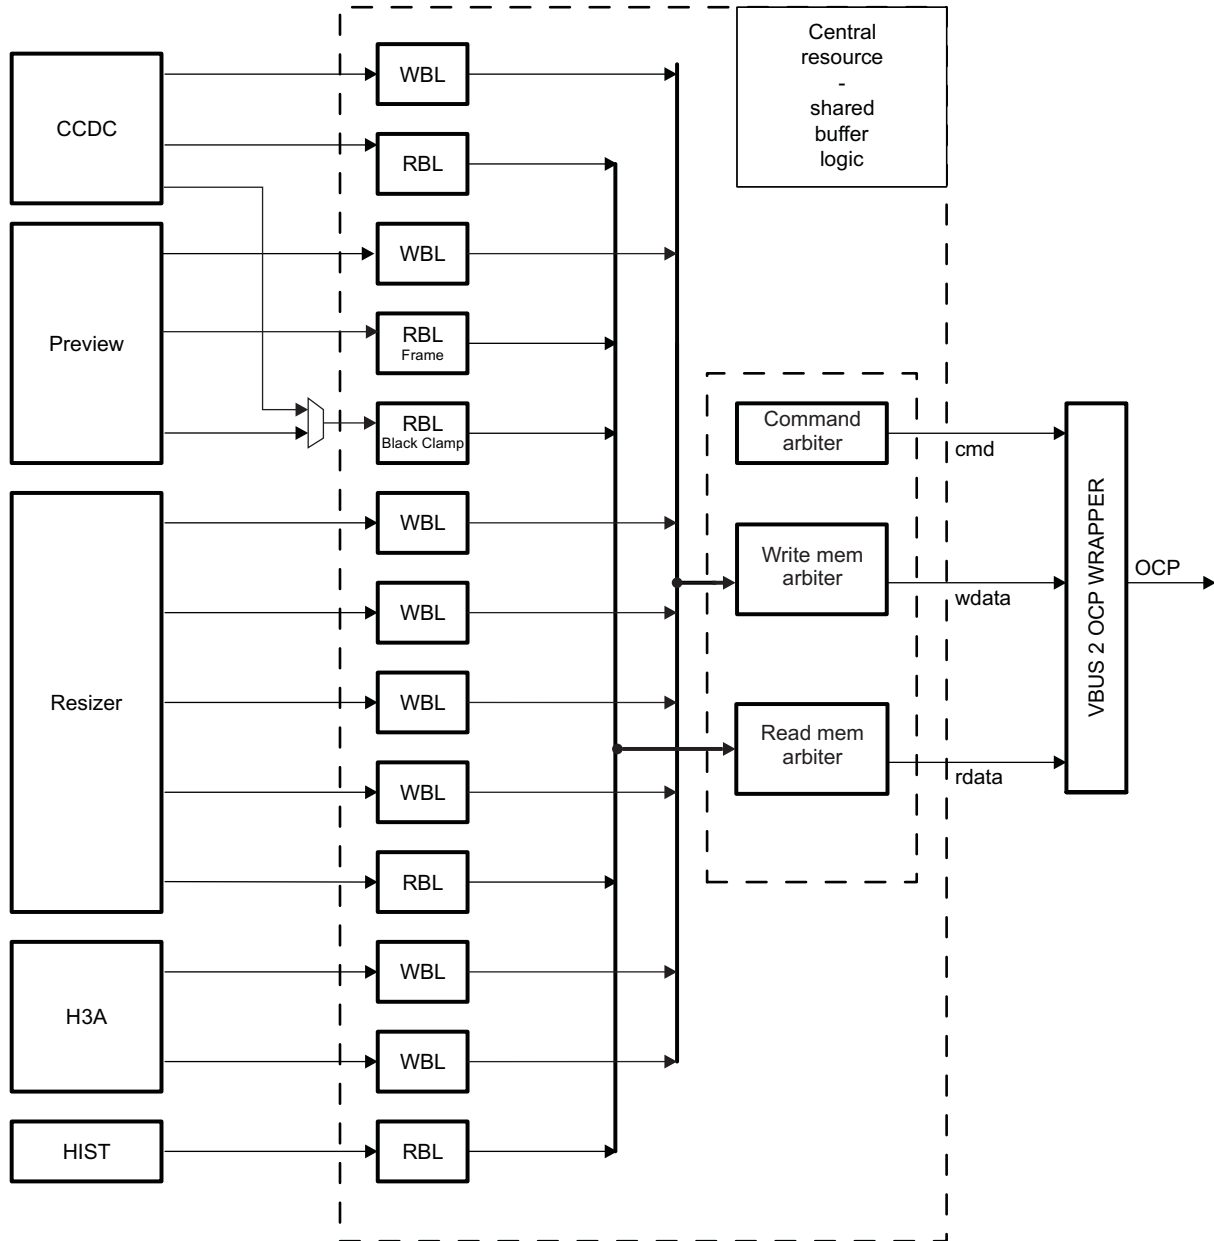 Central
resource
-
shared
buffer
logic
CCDC
WBL
RBL
Preview
WBL
RBL
Frame
RBL
Black Clamp
Resizer
WBL
WBL
WBL
WBL
RBL
H3A
WBL
WBL
HIST
RBL
Command
arbiter
cmd
Write mem
arbiter
wdata
Read mem
arbiter
rdata
VBUS 2 OCP WRAPPER
OCP